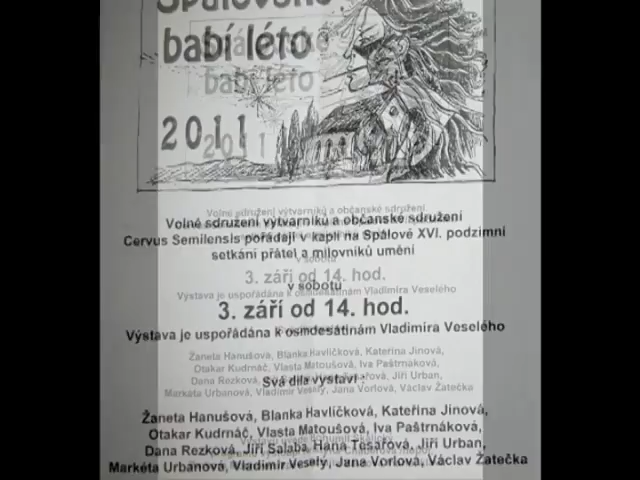 Spálovské
babí léto
2011
Volné sdružení výtvarníků a občanské sdružení
Cervus Semilensis pořádají v kapli na Spálově XVI. podzimní
setkání přátel a milovníků umění
v sobotu
3. září od 14. hod.
Výstava je uspořádána k osmdesátinám Vladimíra Veselého
Svá díla vystaví :
Žaneta Hanušová, Blanka Havlíčková, Kateřina Jinová,
Otakar Kudrnáč, Vlasta Matoušová, Iva Paštrnáková,
Dana Rezková, Jiří Salaba, Hana Tesařová, Jiří Urban,
Markéta Urbanová, Vladimír Veselý, Jana Vorlová, Václav Žatečka